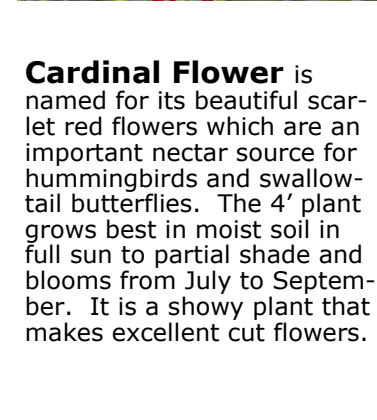 Cardinal Flower is
named for its beautiful scar-
let red flowers which are an
important nectar source for
hummingbirds and swallow-
tail butterflies.  The 4’ plant
grows best in moist soil in
full sun to partial shade and
blooms from July to Septem-
ber.  It is a showy plant that
makes excellent cut flowers.